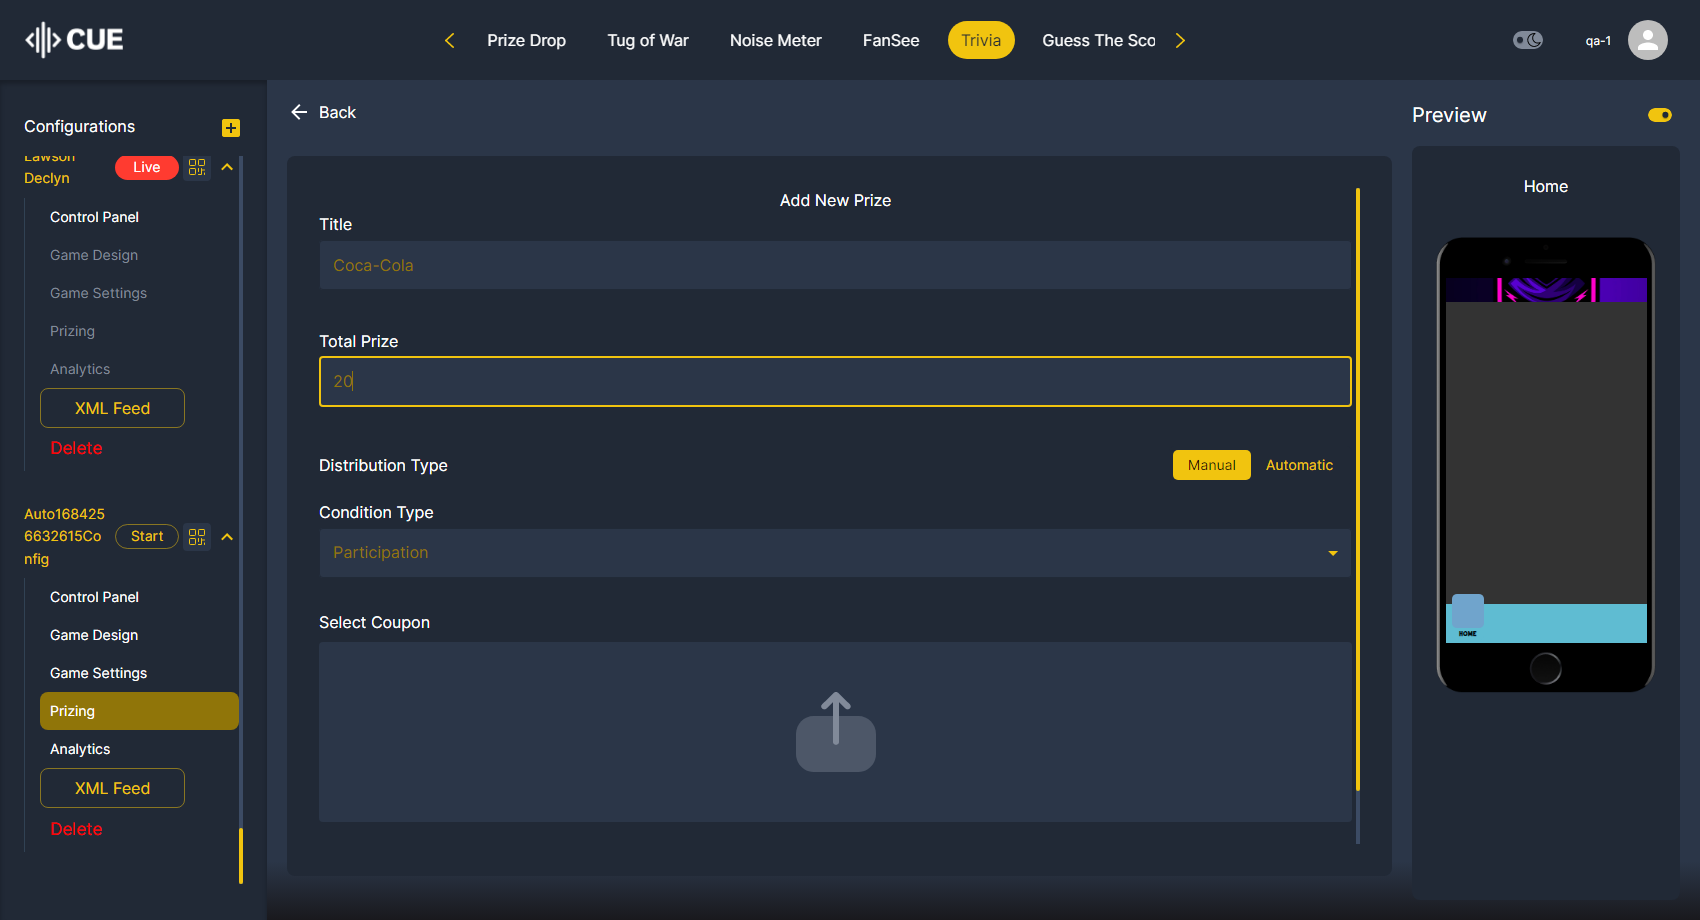 CUE
Prize Drop
Tug of War
Noise Meter
FanSee
Trivia
Guess The Sco
qa-1
Configurations
Lawson
Declyn
Live
Control Panel
Game Design
Game Settings
Prizing
Analytics
XML Feed
Delete
Auto168425
6632615Co
nfig
Start
Control Panel
Game Design
Game Settings
Prizing
Analytics
XML Feed
Delete
Back
Add New Prize
Title
Coca-Cola
Total Prize
20
Distribution Type
Manual
Automatic
Condition Type
Participation
Select Coupon
Preview
Home
HOME